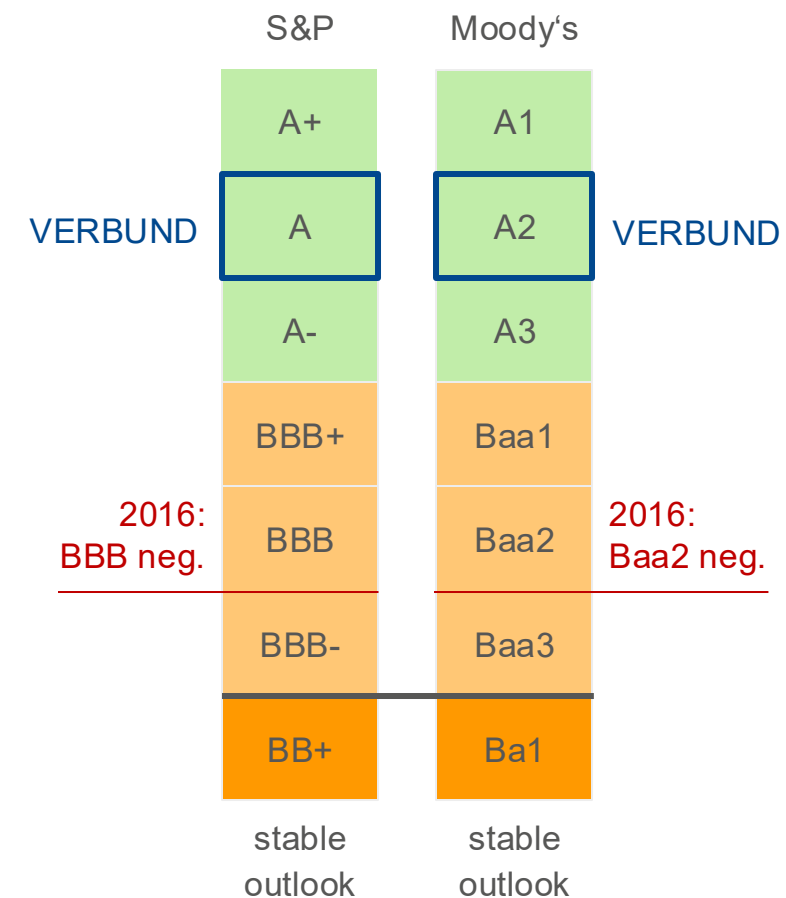 S&P Moody‘s
A+ A1
VERBUND A A2 VERBUND
A- A3
BBB+ Baa1
2016: 2016:
BBB neg. BBB Baa2 Baa2 neg.
BBB- Baa3
BB+ Ba1
stable stable
outlook outlook